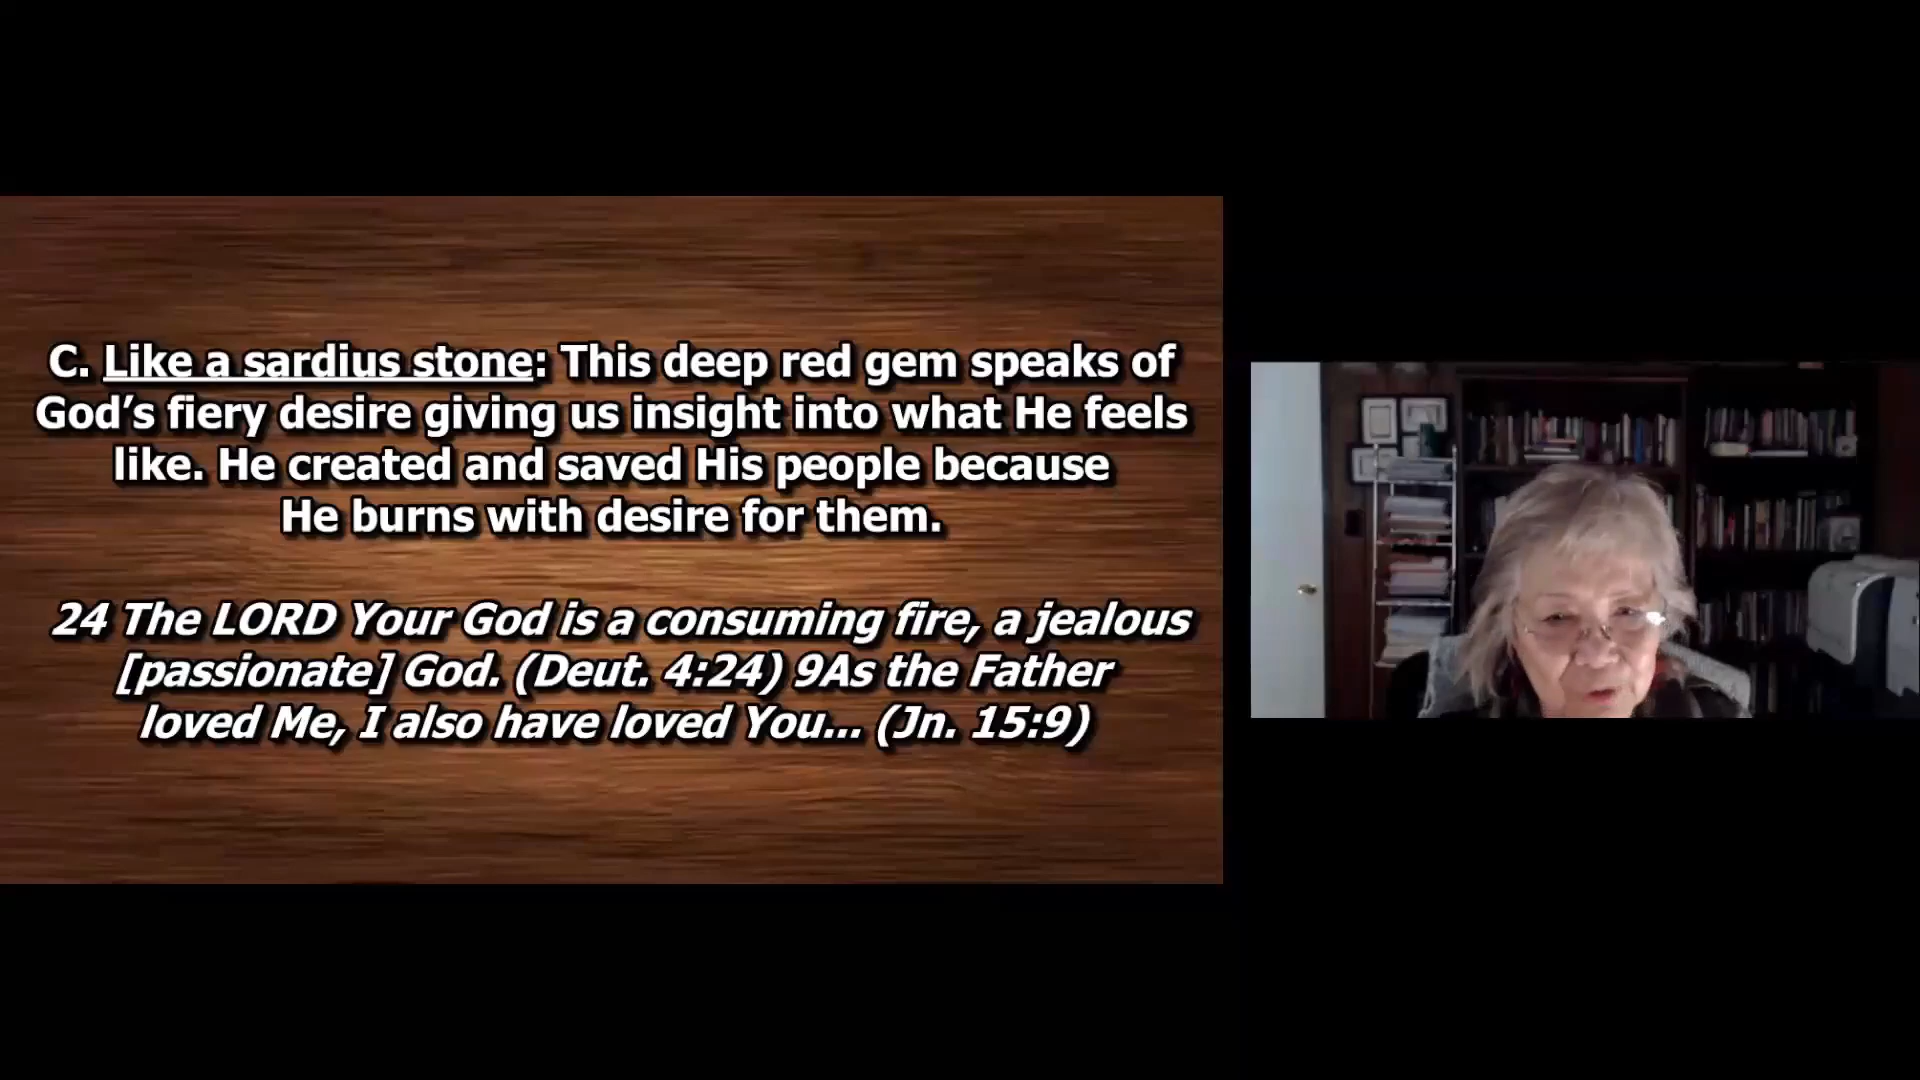 C. Like a sardius stone: This deep red gem speaks of
God’s fiery desire giving us insight into what He feels
like. He created and saved His people because
He burns with desire for them.
24 The LORD Your God is a consuming fire, a jealous
[passionate] God. (Deut. 4:24) 9As the Father
loved Me, I also have loved You... (Jn. 15:9)